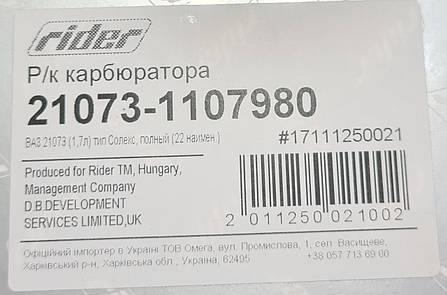 rider
Р/к карбюратора
21073-1107980
ВАЗ 21073 (1,7л) тип Солекс, полный (22 наимен.)
#17111250021
Produced for Rider TM, Hungary,
Management Company
D.B.DEVELOPMENT
SERVICES LIMITED,UK
2 011250 021002
Офіційний імпортер в Україні ТОВ Омега, вул. Промислова, 1, сел. Васищеве,
Харківський р-н, Харківська обл., Україна, 62495 +38 057 713 69 00